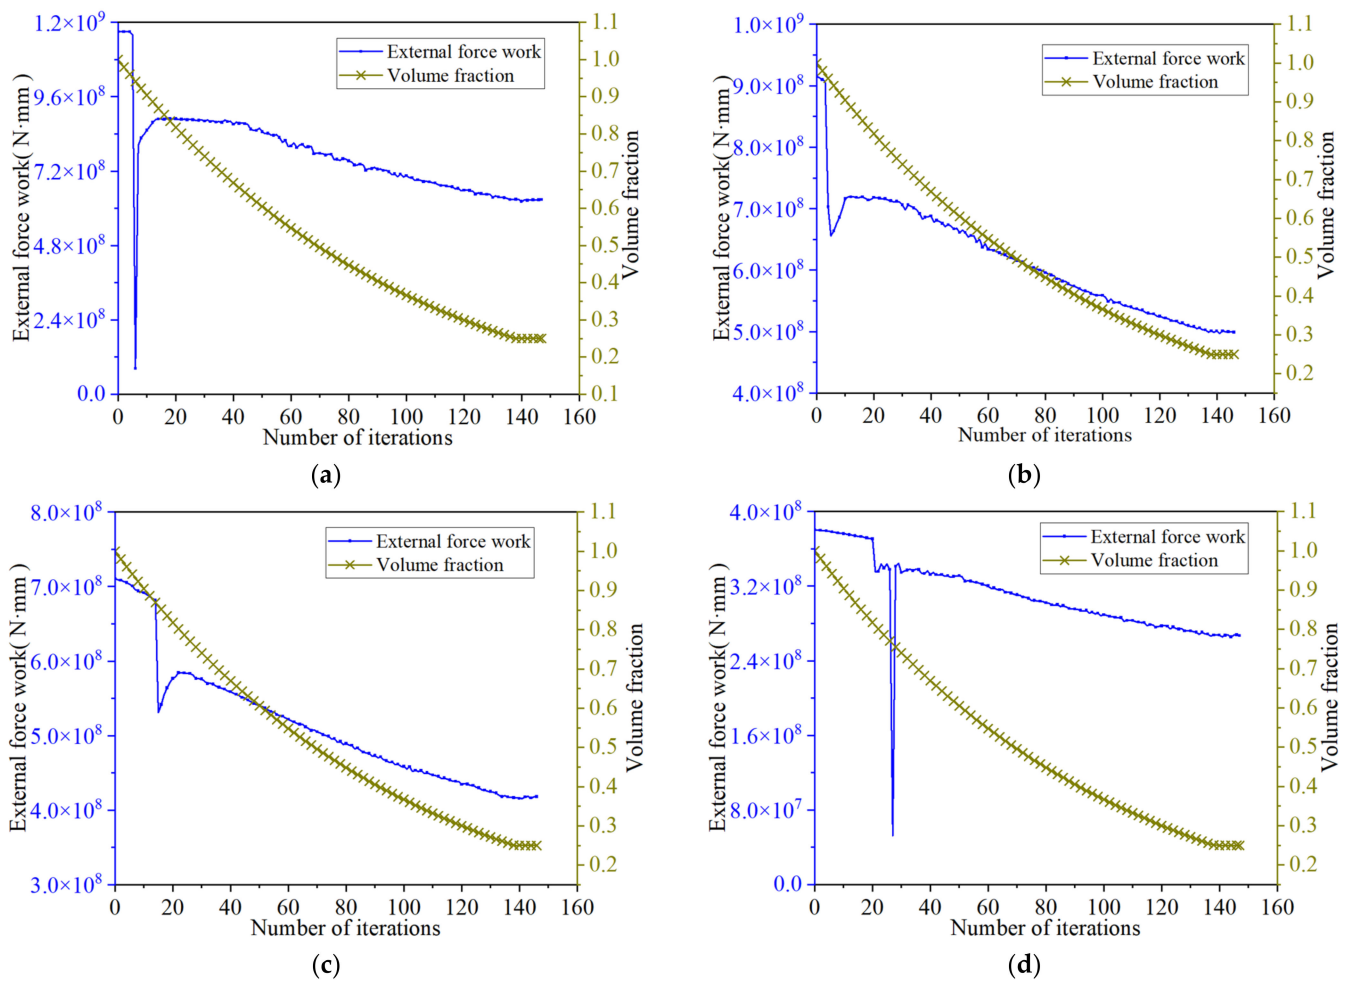 External force work( N·mm )
1.2×10⁹
9.6×10⁸
7.2×10⁸
4.8×10⁸
2.4×10⁸
0.0
External force work
Volume fraction
1.1
1.0
0.9
0.8
0.7
0.6
0.5
0.4
0.3
0.2
0.1
Volume fraction
0 20 40 60 80 100 120 140 160
Number of iterations
(a)
External force work( N·mm )
1.0×10⁹
9.0×10⁸
8.0×10⁸
7.0×10⁸
6.0×10⁸
5.0×10⁸
4.0×10⁸
External force work
Volume fraction
1.1
1.0
0.9
0.8
0.7
0.6
0.5
0.4
0.3
0.2
Volume fraction
0 20 40 60 80 100 120 140 160
Number of iterations
(b)
External force work( N·mm )
8.0×10⁸
7.0×10⁸
6.0×10⁸
5.0×10⁸
4.0×10⁸
3.0×10⁸
External force work
Volume fraction
1.1
1.0
0.9
0.8
0.7
0.6
0.5
0.4
0.3
0.2
Volume fraction
0 20 40 60 80 100 120 140 160
Number of iterations
(c)
External force work( N·mm )
4.0×10⁸
3.2×10⁸
2.4×10⁸
1.6×10⁸
8.0×10⁷
0.0
External force work
Volume fraction
1.1
1.0
0.9
0.8
0.7
0.6
0.5
0.4
0.3
0.2
Volume fraction
0 20 40 60 80 100 120 140 160
Number of iterations
(d)